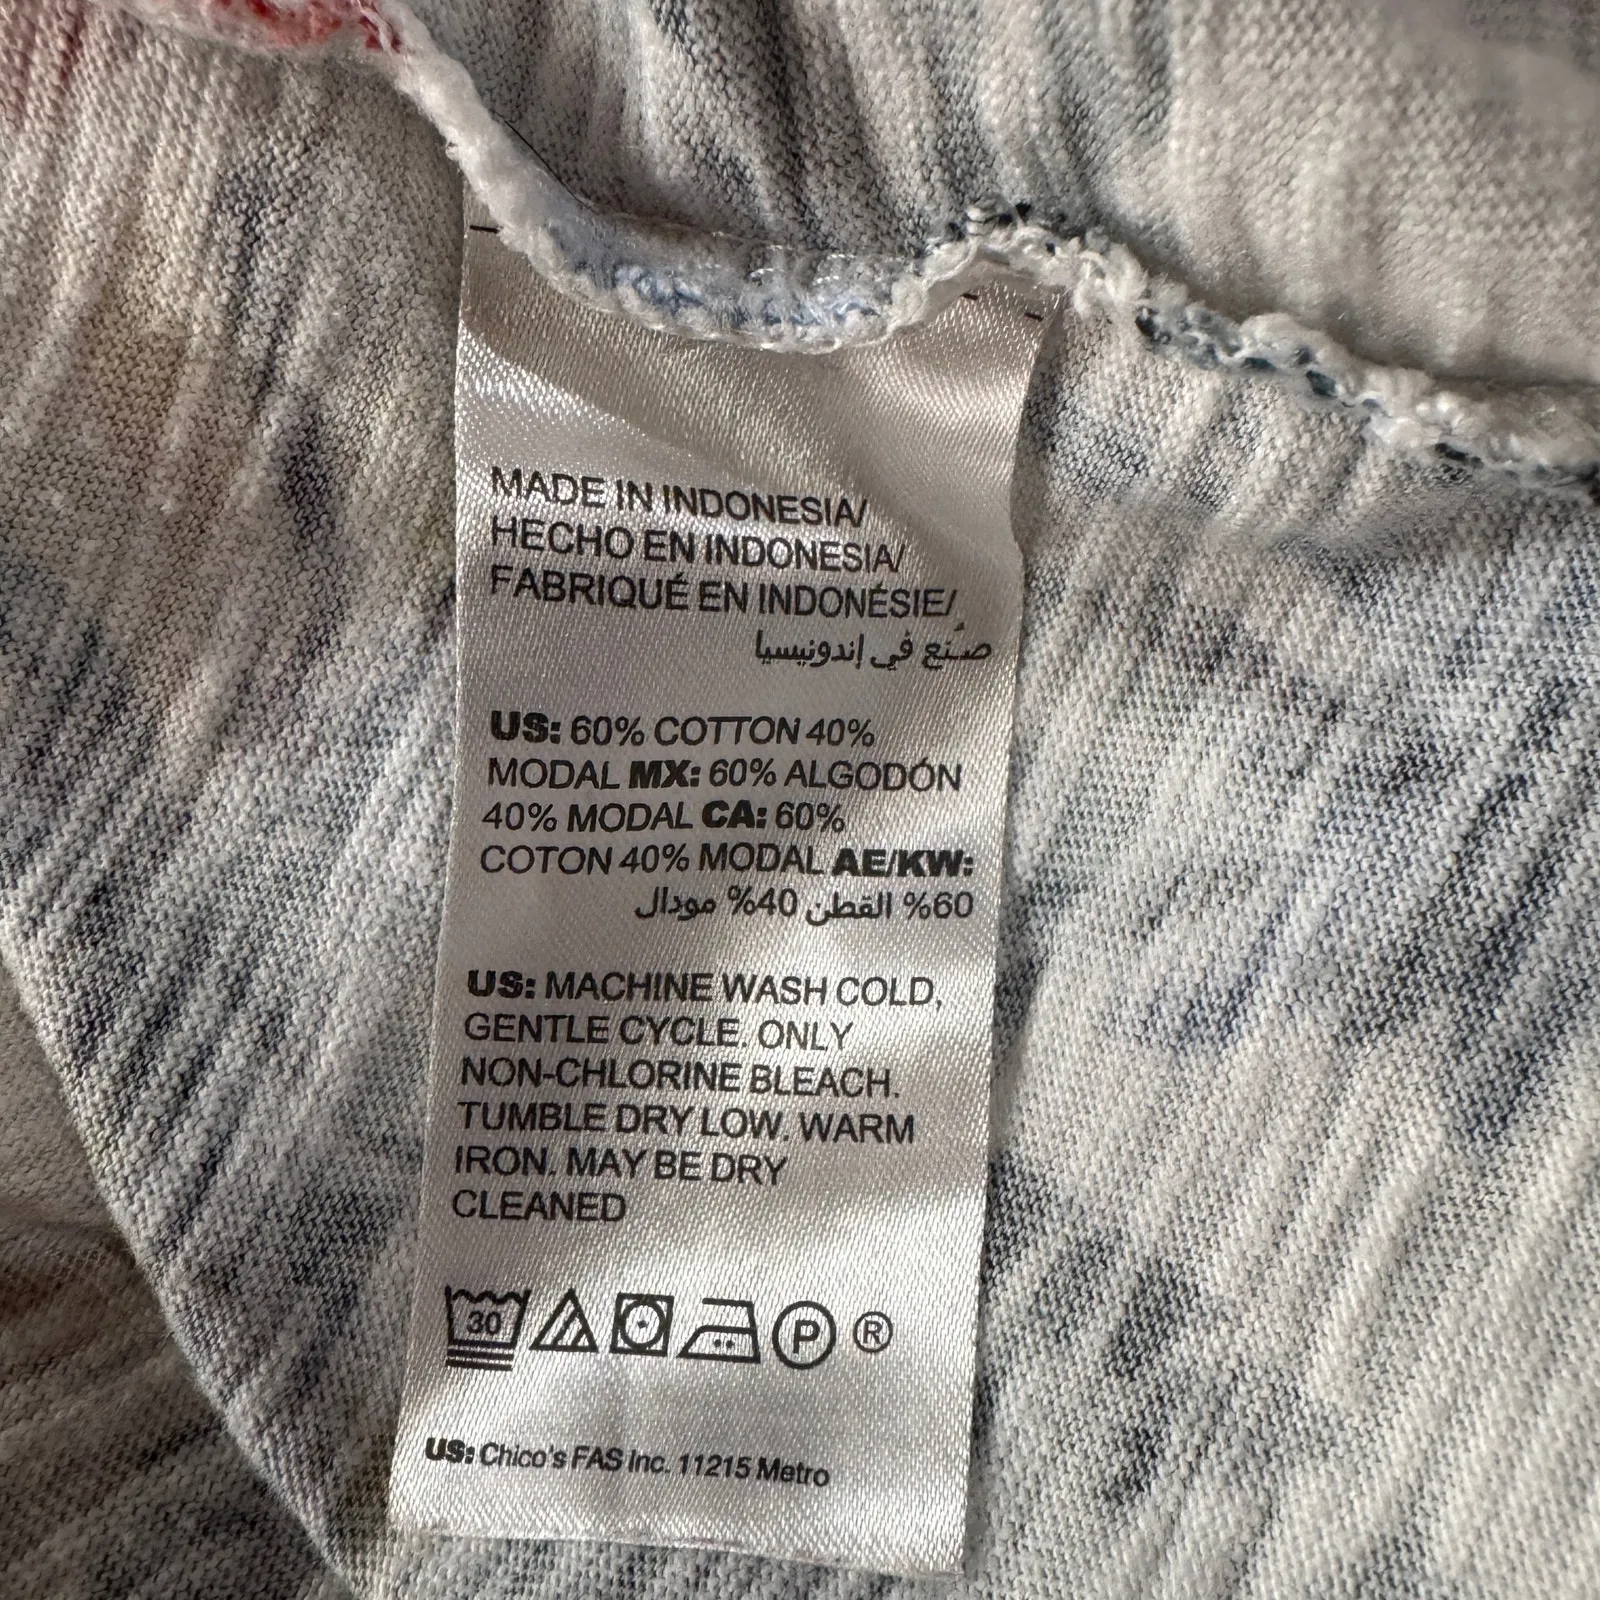 MADE IN INDONESIA/
HECHO EN INDONESIA/
FABRIQUÉ EN INDONÉSIE/
صُنع في إندونيسيا
US: 60% COTTON 40%
MODAL MX: 60% ALGODÓN
40% MODAL CA: 60%
COTON 40% MODAL AE/KW:
60% القطن 40% مودال
US: MACHINE WASH COLD,
GENTLE CYCLE. ONLY
NON-CHLORINE BLEACH.
TUMBLE DRY LOW. WARM
IRON. MAY BE DRY
CLEANED
30 P ®
US: Chico's FAS Inc. 11215 Metro